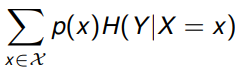 ∑ p(x)H(Y|X = x)
x∈𝒳